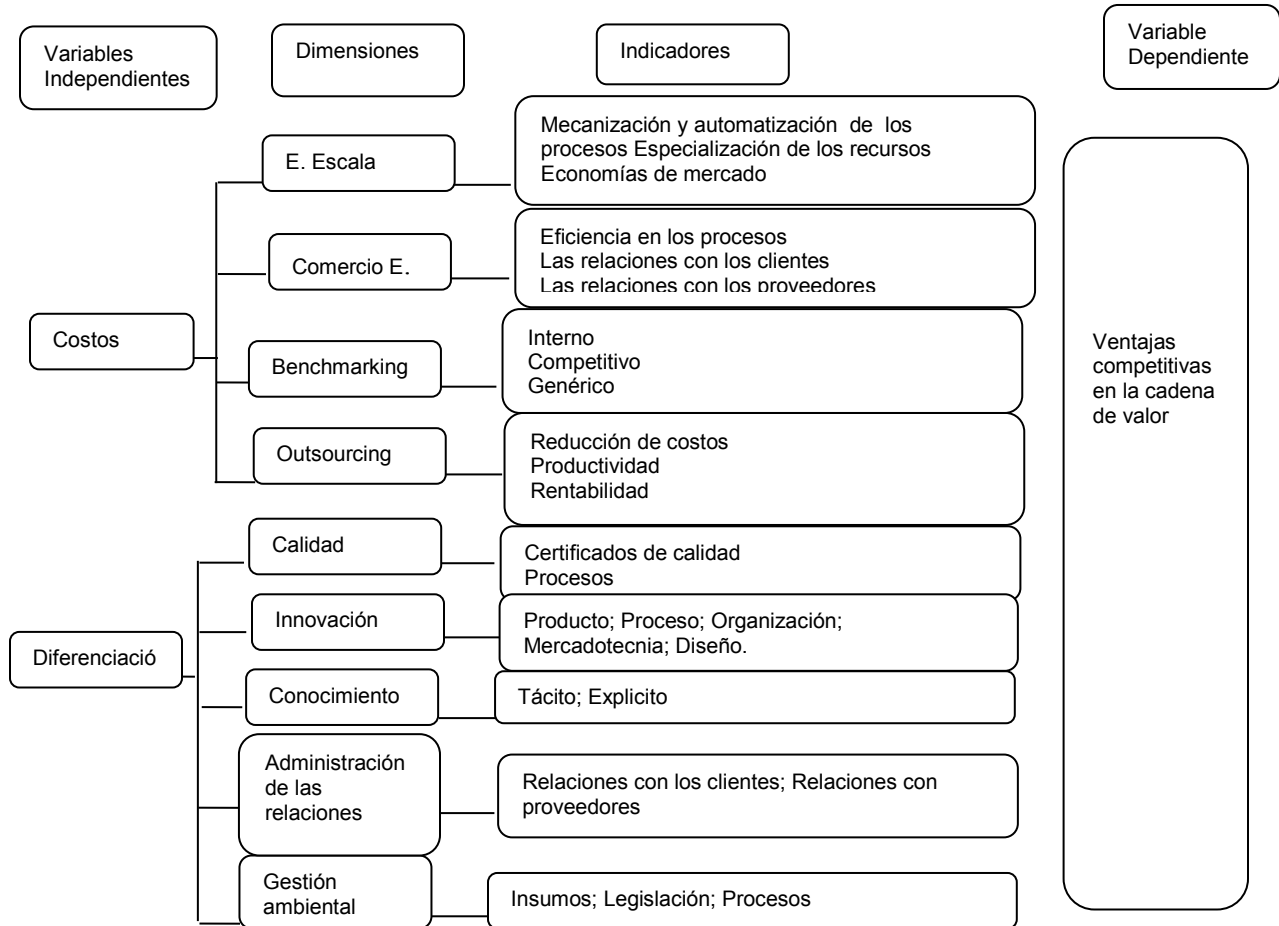 Variables
Independientes
Dimensiones
Indicadores
Variable
Dependiente
E. Escala
Mecanización y automatización de los
procesos Especialización de los recursos
Economías de mercado
Comercio E.
Eficiencia en los procesos
Las relaciones con los clientes
Las relaciones con los proveedores
Costos
Benchmarking
Interno
Competitivo
Genérico
Outsourcing
Reducción de costos
Productividad
Rentabilidad
Calidad
Certificados de calidad
Procesos
Innovación
Producto; Proceso; Organización;
Mercadotecnia; Diseño.
Diferenciació
Conocimiento
Tácito; Explicito
Administración
de las
relaciones
Relaciones con los clientes; Relaciones con
proveedores
Gestión
ambiental
Insumos; Legislación; Procesos
Ventajas
competitivas
en la cadena
de valor